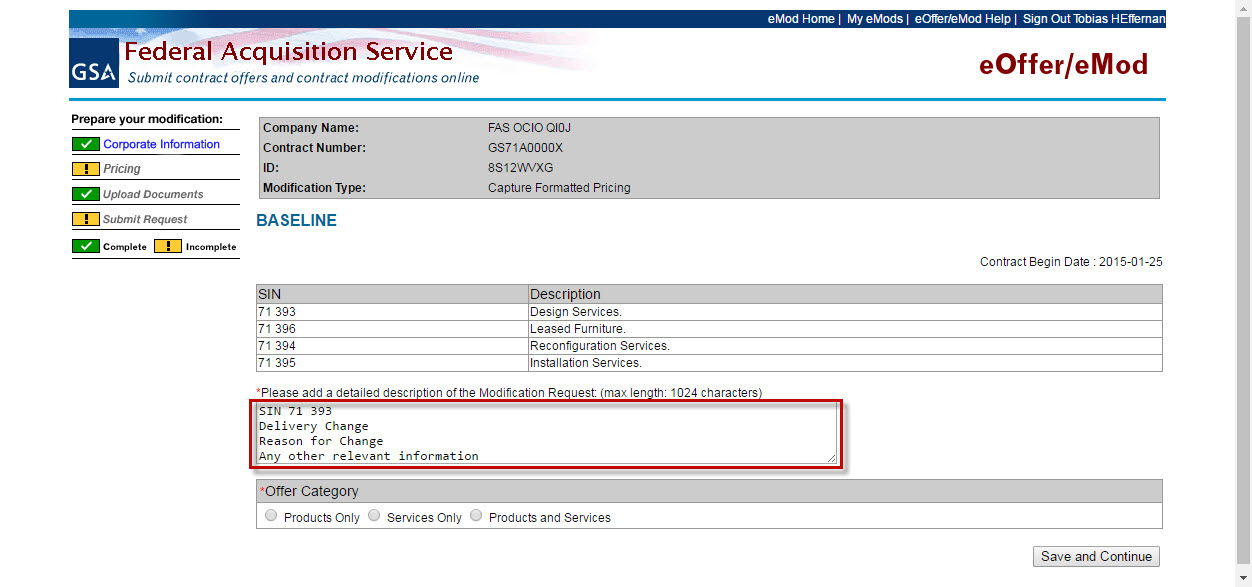 eMod Home | My eMods | eOffer/eMod Help | Sign Out Tobias HEffernan
GSA
Federal Acquisition Service
Submit contract offers and contract modifications online
eOffer/eMod
Prepare your modification:
Corporate Information
Pricing
Upload Documents
Submit Request
Complete Incomplete
Company Name: FAS OCIO QI0J
Contract Number: GS71A0000X
ID: 8S12WVXG
Modification Type: Capture Formatted Pricing
BASELINE
Contract Begin Date : 2015-01-25
SIN Description
71 393 Design Services.
71 396 Leased Furniture.
71 394 Reconfiguration Services.
71 395 Installation Services.
*Please add a detailed description of the Modification Request: (max length: 1024 characters)
SIN 71 393
Delivery Change
Reason for Change
Any other relevant information
*Offer Category
Products Only Services Only Products and Services
Save and Continue